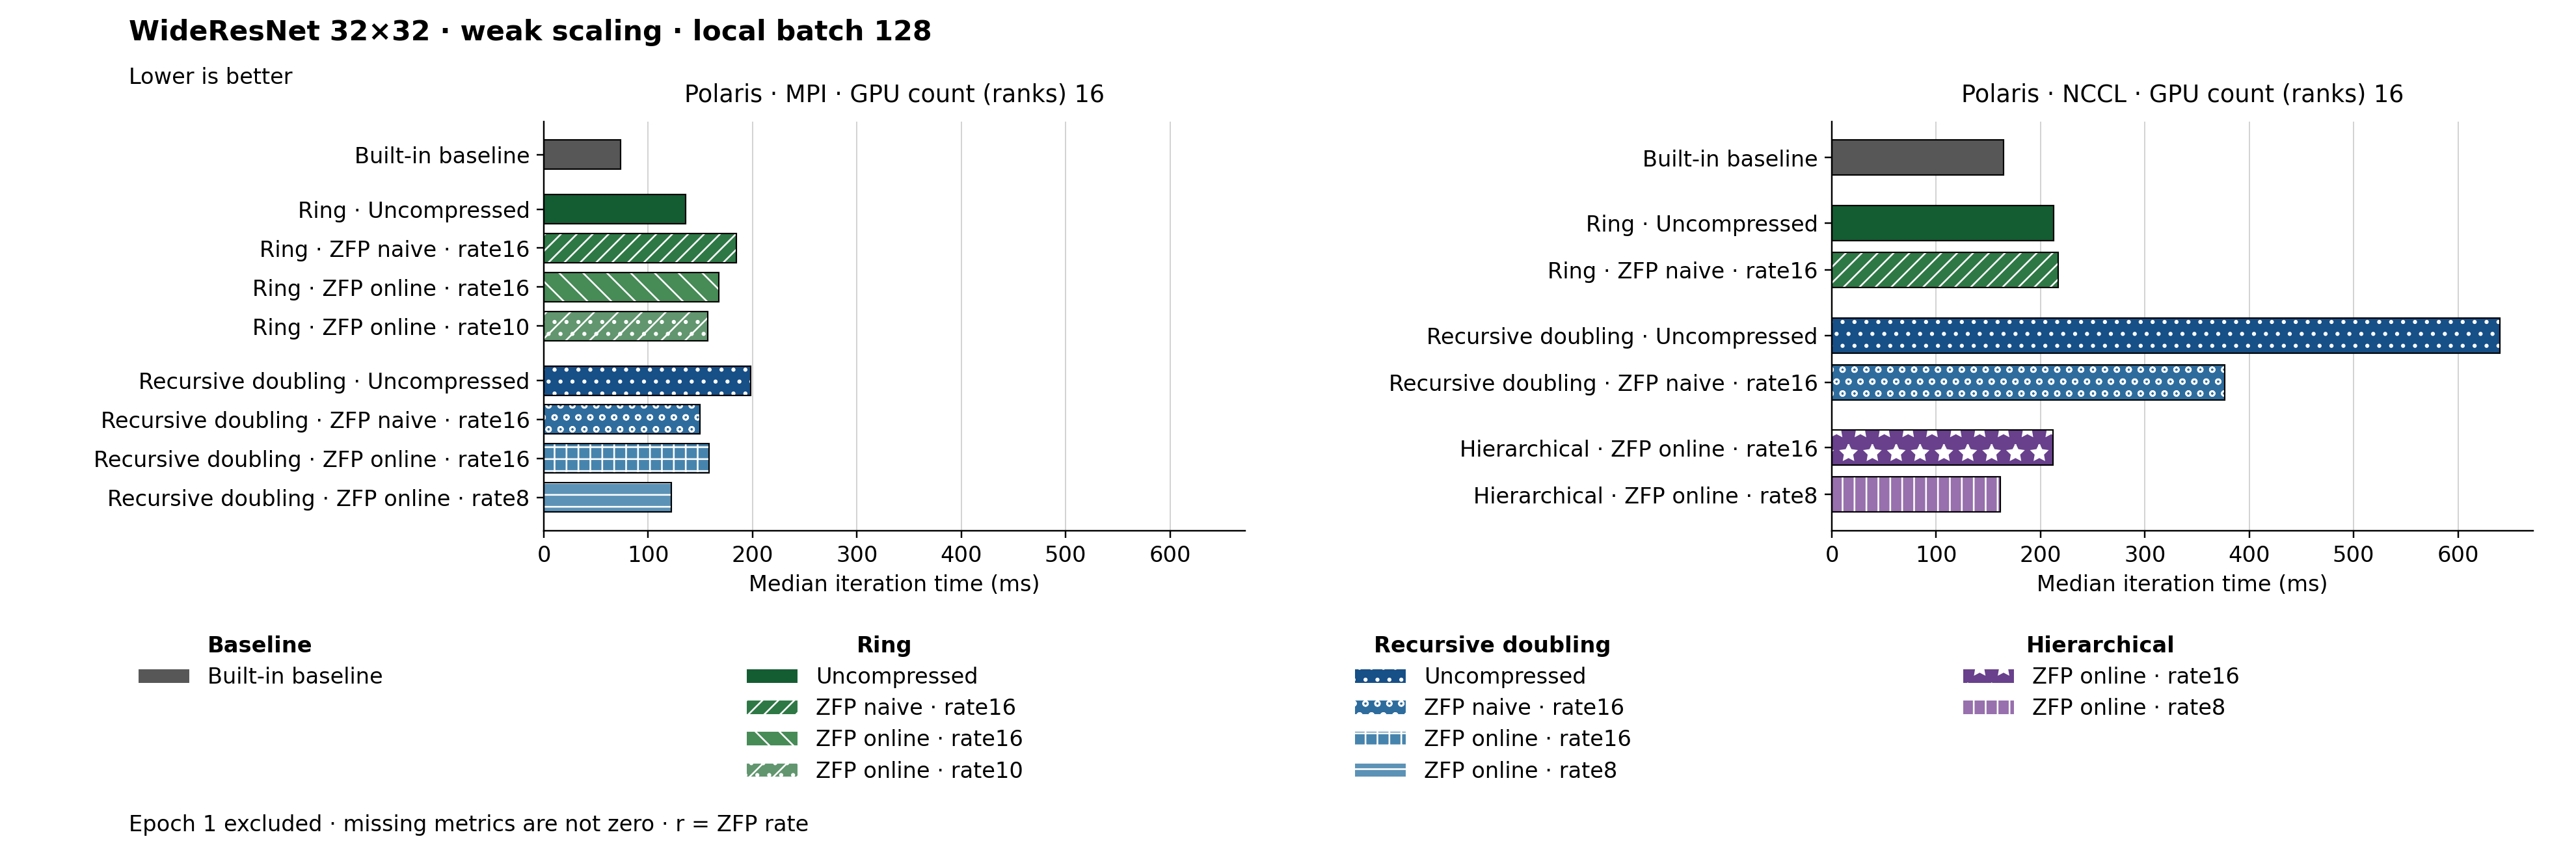 WideResNet 32×32 · weak scaling · local batch 128
Lower is better
Polaris · MPI · GPU count (ranks) 16
Built-in baseline
Ring · Uncompressed
Ring · ZFP naive · rate16
Ring · ZFP online · rate16
Ring · ZFP online · rate10
Recursive doubling · Uncompressed
Recursive doubling · ZFP naive · rate16
Recursive doubling · ZFP online · rate16
Recursive doubling · ZFP online · rate8
0 100 200 300 400 500 600
Median iteration time (ms)
Polaris · NCCL · GPU count (ranks) 16
Built-in baseline
Ring · Uncompressed
Ring · ZFP naive · rate16
Recursive doubling · Uncompressed
Recursive doubling · ZFP naive · rate16
Hierarchical · ZFP online · rate16
Hierarchical · ZFP online · rate8
0 100 200 300 400 500 600
Median iteration time (ms)
Baseline
Built-in baseline
Ring
Uncompressed
ZFP naive · rate16
ZFP online · rate16
ZFP online · rate10
Recursive doubling
Uncompressed
ZFP naive · rate16
ZFP online · rate16
ZFP online · rate8
Hierarchical
ZFP online · rate16
ZFP online · rate8
Epoch 1 excluded · missing metrics are not zero · r = ZFP rate